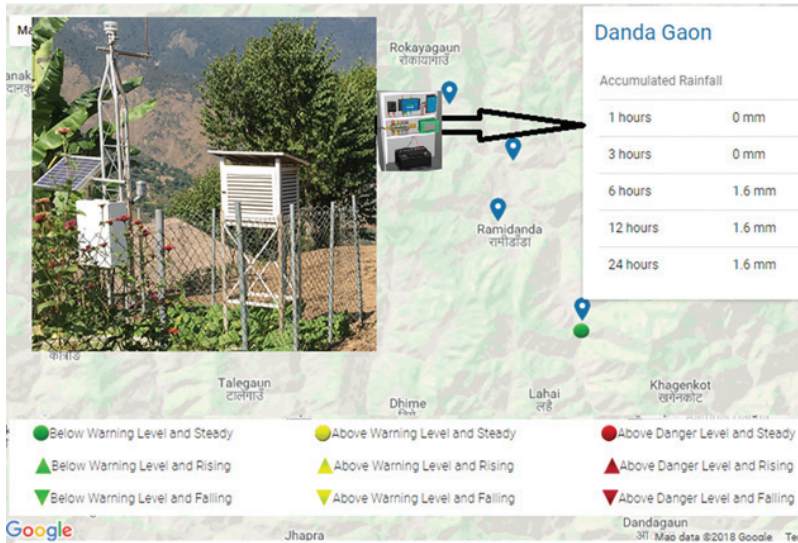 Danda Gaon
Accumulated Rainfall
1 hours 0 mm
3 hours 0 mm
6 hours 1.6 mm
12 hours 1.6 mm
24 hours 1.6 mm
Rokayagaun
रोकायागाउँ
Ramidanda
रामीडाँडा
Talegaun
टालेगाउँ
Dhime
Lahai
लहै
Khagenkot
खगेनकोट
Below Warning Level and Steady
Above Warning Level and Steady
Above Danger Level and Steady
Below Warning Level and Rising
Above Warning Level and Rising
Above Danger Level and Rising
Below Warning Level and Falling
Above Warning Level and Falling
Above Danger Level and Falling
Google
Jhapra
Dandagaun
Map data ©2018 Google